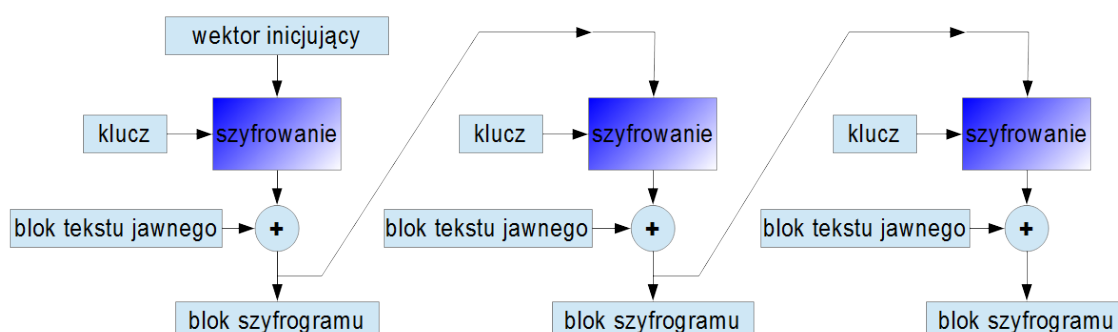 wektor inicjujący
klucz
szyfrowanie
klucz
szyfrowanie
klucz
szyfrowanie
blok tekstu jawnego
+
blok tekstu jawnego
+
blok tekstu jawnego
+
blok szyfrogramu
blok szyfrogramu
blok szyfrogramu